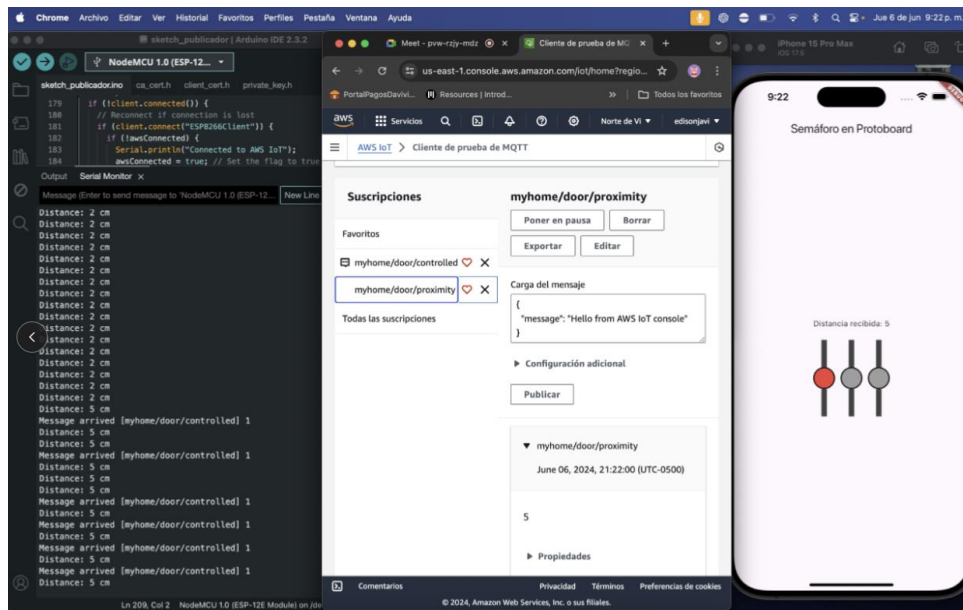 Chrome Archivo Editar Ver Historial Favoritos Perfiles Pestaña Ventana Ayuda
Jue 6 de jun 9:22 p. m.
sketch_publicador | Arduino IDE 2.3.2
NodeMCU 1.0 (ESP-12...
sketch_publicador.ino ca_cert.h client_cert.h private_key.h
179 if (!client.connected()) {
180 // Reconnect if connection is lost
181 if (client.connect("ESP8266Client")) {
182 if (!awsConnected) {
183 Serial.println("Connected to AWS IoT");
184 awsConnected = true; // Set the flag to true
Output Serial Monitor
Message (Enter to send message to 'NodeMCU 1.0 (ESP-12... New Line
Distance: 2 cm
Distance: 2 cm
Distance: 2 cm
Distance: 2 cm
Distance: 2 cm
Distance: 2 cm
Distance: 2 cm
Distance: 2 cm
Distance: 2 cm
Distance: 2 cm
istance: 2 cm
istance: 2 cm
Distance: 2 cm
Distance: 2 cm
Distance: 2 cm
Distance: 2 cm
Distance: 2 cm
Distance: 5 cm
Message arrived [myhome/door/controlled] 1
Distance: 5 cm
Distance: 5 cm
Message arrived [myhome/door/controlled] 1
Distance: 5 cm
Distance: 5 cm
Distance: 5 cm
Message arrived [myhome/door/controlled] 1
Distance: 5 cm
Message arrived [myhome/door/controlled] 1
Distance: 5 cm
Message arrived [myhome/door/controlled] 1
Distance: 5 cm
Message arrived [myhome/door/controlled] 1
Distance: 5 cm
Ln 209, Col 2 NodeMCU 1.0 (ESP-12E Module) on /de
Meet - pvw-rzjy-mdz
Cliente de prueba de MQ
us-east-1.console.aws.amazon.com/iot/home?regio...
PortalPagosDavivi... Resources | Introd... » Todos los favoritos
aws Servicios Norte de Vi edisonjavi
AWS IoT > Cliente de prueba de MQTT
Suscripciones
Favoritos
myhome/door/controlled
myhome/door/proximity
Todas las suscripciones
myhome/door/proximity
Poner en pausa Borrar
Exportar Editar
Carga del mensaje
{
"message": "Hello from AWS IoT console"
}
Configuración adicional
Publicar
myhome/door/proximity
June 06, 2024, 21:22:00 (UTC-0500)
5
Propiedades
Comentarios Privacidad Términos Preferencias de cookies
© 2024, Amazon Web Services, Inc. o sus filiales.
iPhone 15 Pro Max
iOS 17.5
9:22
Semáforo en Protoboard
Distancia recibida: 5